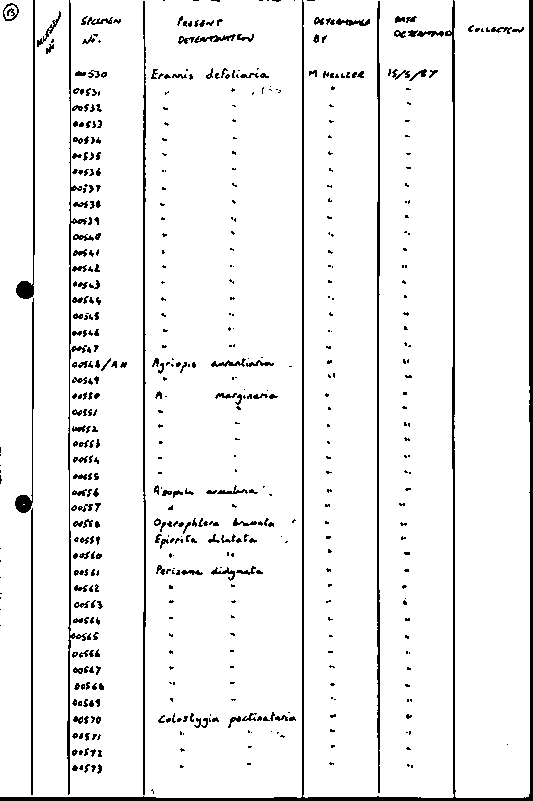 13
ACCESSION No. SPECIMEN No. PRESENT DETERMINATION DETERMINED BY DATE DETERMINED COLLECTION
00530 Erannis defoliaria M HELLER 15/5/87
00531 " " " "
00532 " " " "
00533 " " " "
00534 " " " "
00535 " " " "
00536 " " " "
00537 " " " "
00538 " " " "
00539 " " " "
00540 " " " "
00541 " " " "
00542 " " " "
00543 " " " "
00544 " " " "
00545 " " " "
00546 " " " "
00547 " " " "
00548/AH Agriopis aurantiaria " "
00549 " " " "
00550 A. marginaria " "
00551 " " " "
00552 " " " "
00553 " " " "
00554 " " " "
00555 " " " "
00556 aescularia " "
00557 " " " "
00558 Operophtera brumata " "
00559 Epirrita dilutata " "
00560 " " " "
00561 Perizoma didymata " "
00562 " " " "
00563 " " " "
00564 " " " "
00565 " " " "
00566 " " " "
00567 " " " "
00568 " " " "
00569 " " " "
00570 Colostygia pectinataria " "
00571 " " " "
00572 " " " "
00573 " " " "